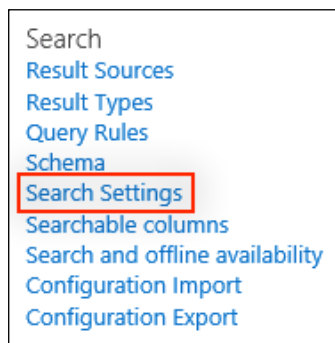 Search
Result Sources
Result Types
Query Rules
Schema
Search Settings
Searchable columns
Search and offline availability
Configuration Import
Configuration Export